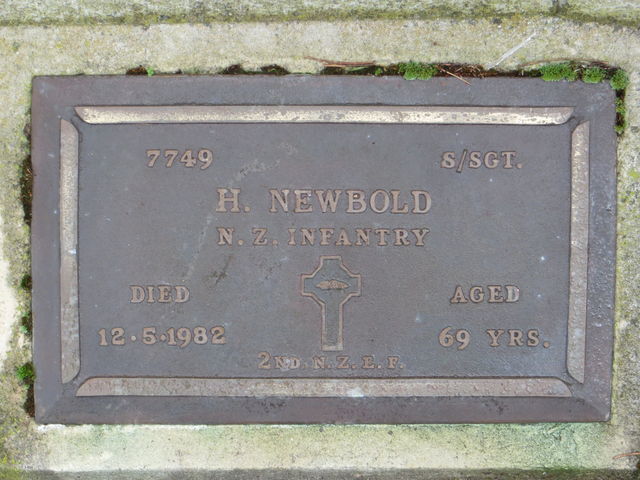 7749 S/SGT.
H. NEWBOLD
N. Z. INFANTRY
DIED AGED
12·5·1982 69 YRS.
2ND. N. Z. E. F.